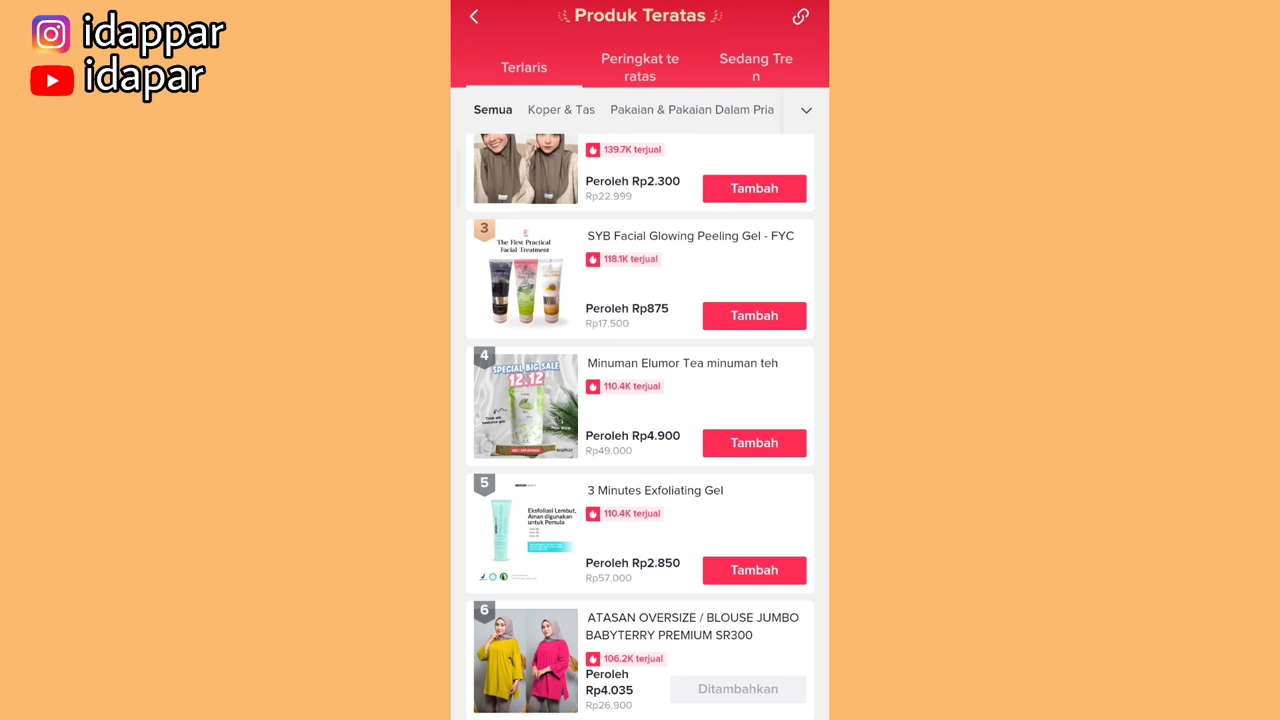 idappar
idapar
Produk Teratas
Terlaris
Peringkat te
ratas
Sedang Tre
n
Semua
Koper & Tas
Pakaian & Pakaian Dalam Pria
139.7K terjual
Peroleh Rp2.300
Rp22.999
Tambah
3
The First Practical
Facial Treatment
SYB Facial Glowing Peeling Gel - FYC
118.1K terjual
Peroleh Rp875
Rp17.500
Tambah
4
SPECIAL BIG SALE
12.12
Minuman Elumor Tea minuman teh
110.4K terjual
Peroleh Rp4.900
Rp49.000
Tambah
5
Eksfoliasi Lembut,
Aman digunakan
untuk Pemula
3 Minutes Exfoliating Gel
110.4K terjual
Peroleh Rp2.850
Rp57.000
Tambah
6
ATASAN OVERSIZE / BLOUSE JUMBO
BABYTERRY PREMIUM SR300
106.2K terjual
Peroleh
Rp4.035
Rp26.900
Ditambahkan